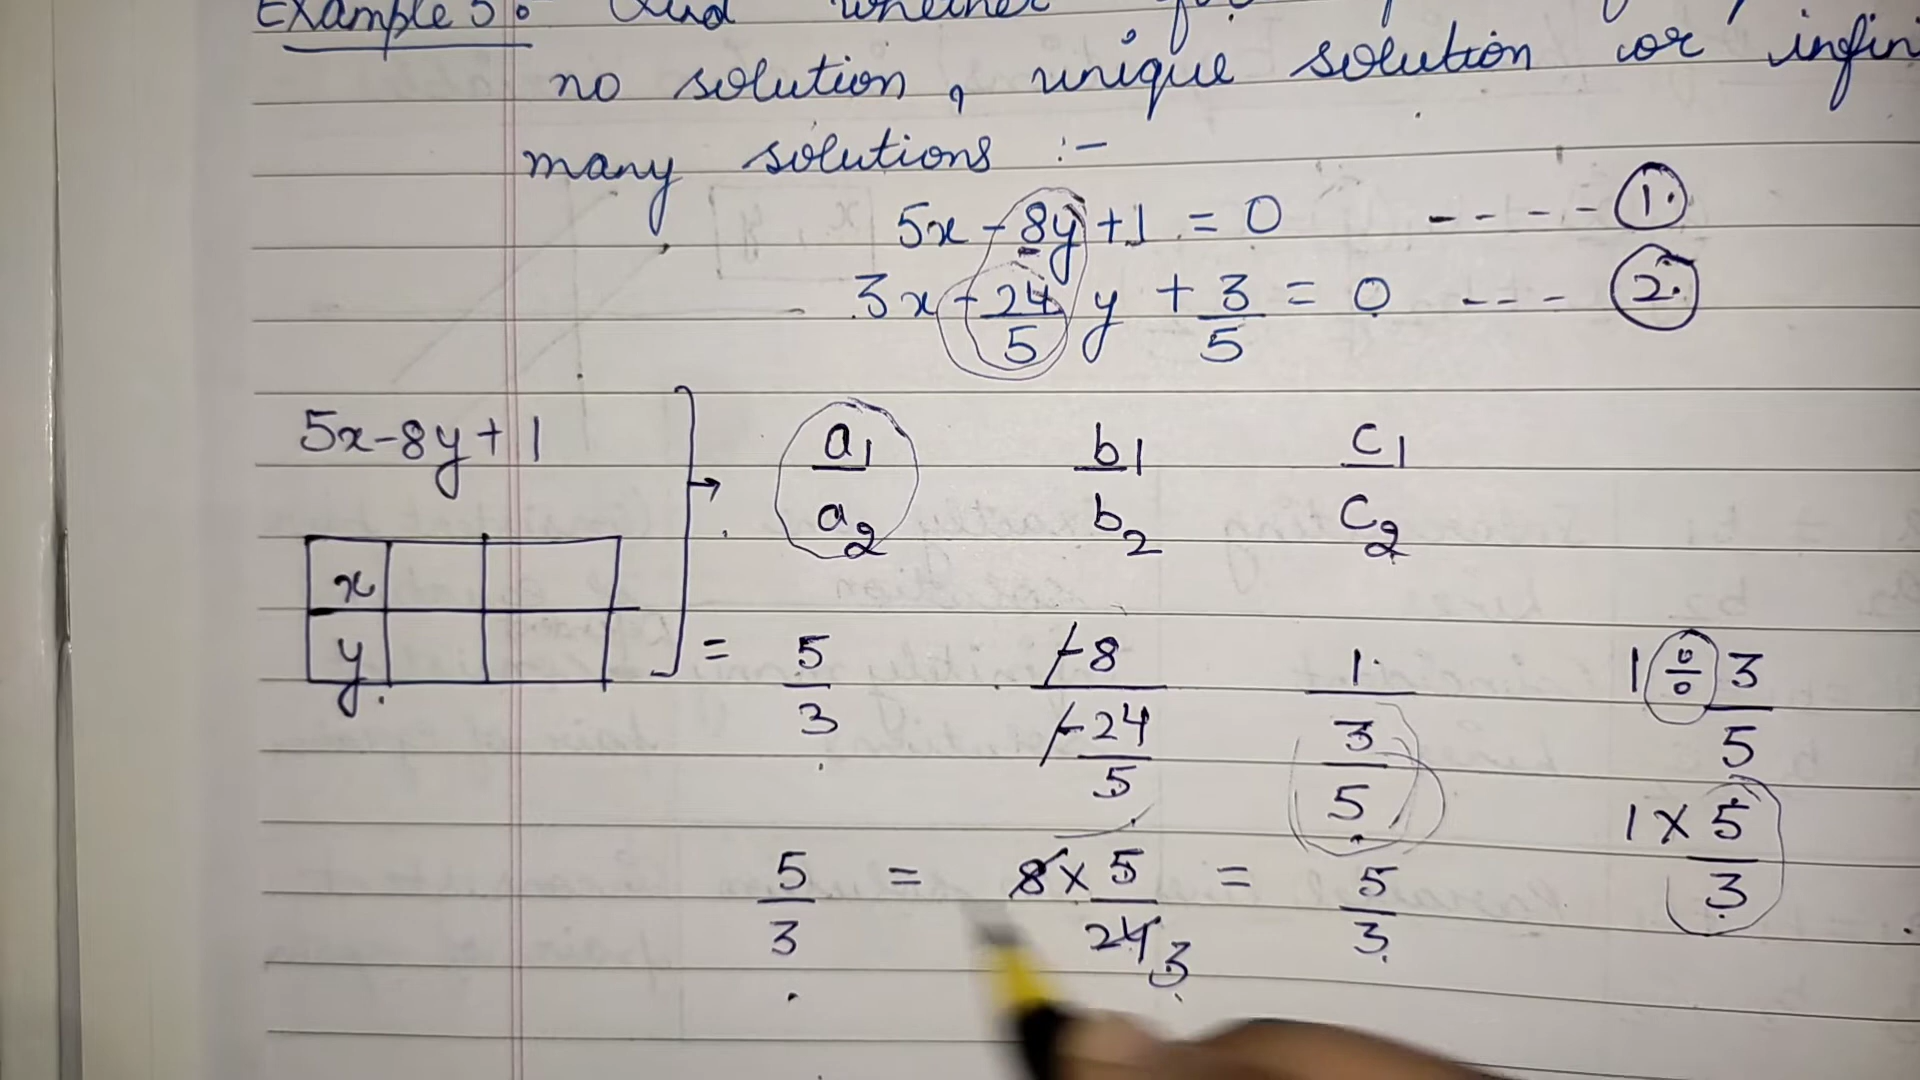 Example 5:
no solution, unique solution or
many solutions :-
5x - 8y + 1 = 0 ---- 1.
3x - 24/5 y + 3/5 = 0 --- 2.
5x-8y+1
a1/a2 b1/b2 c1/c2
x
y
= 5/3 -8/(-24/5) 1/(3/5) 1 ÷ 3/5
1 × 5/3
5/3 = 8 × 5/24 3 = 5/3